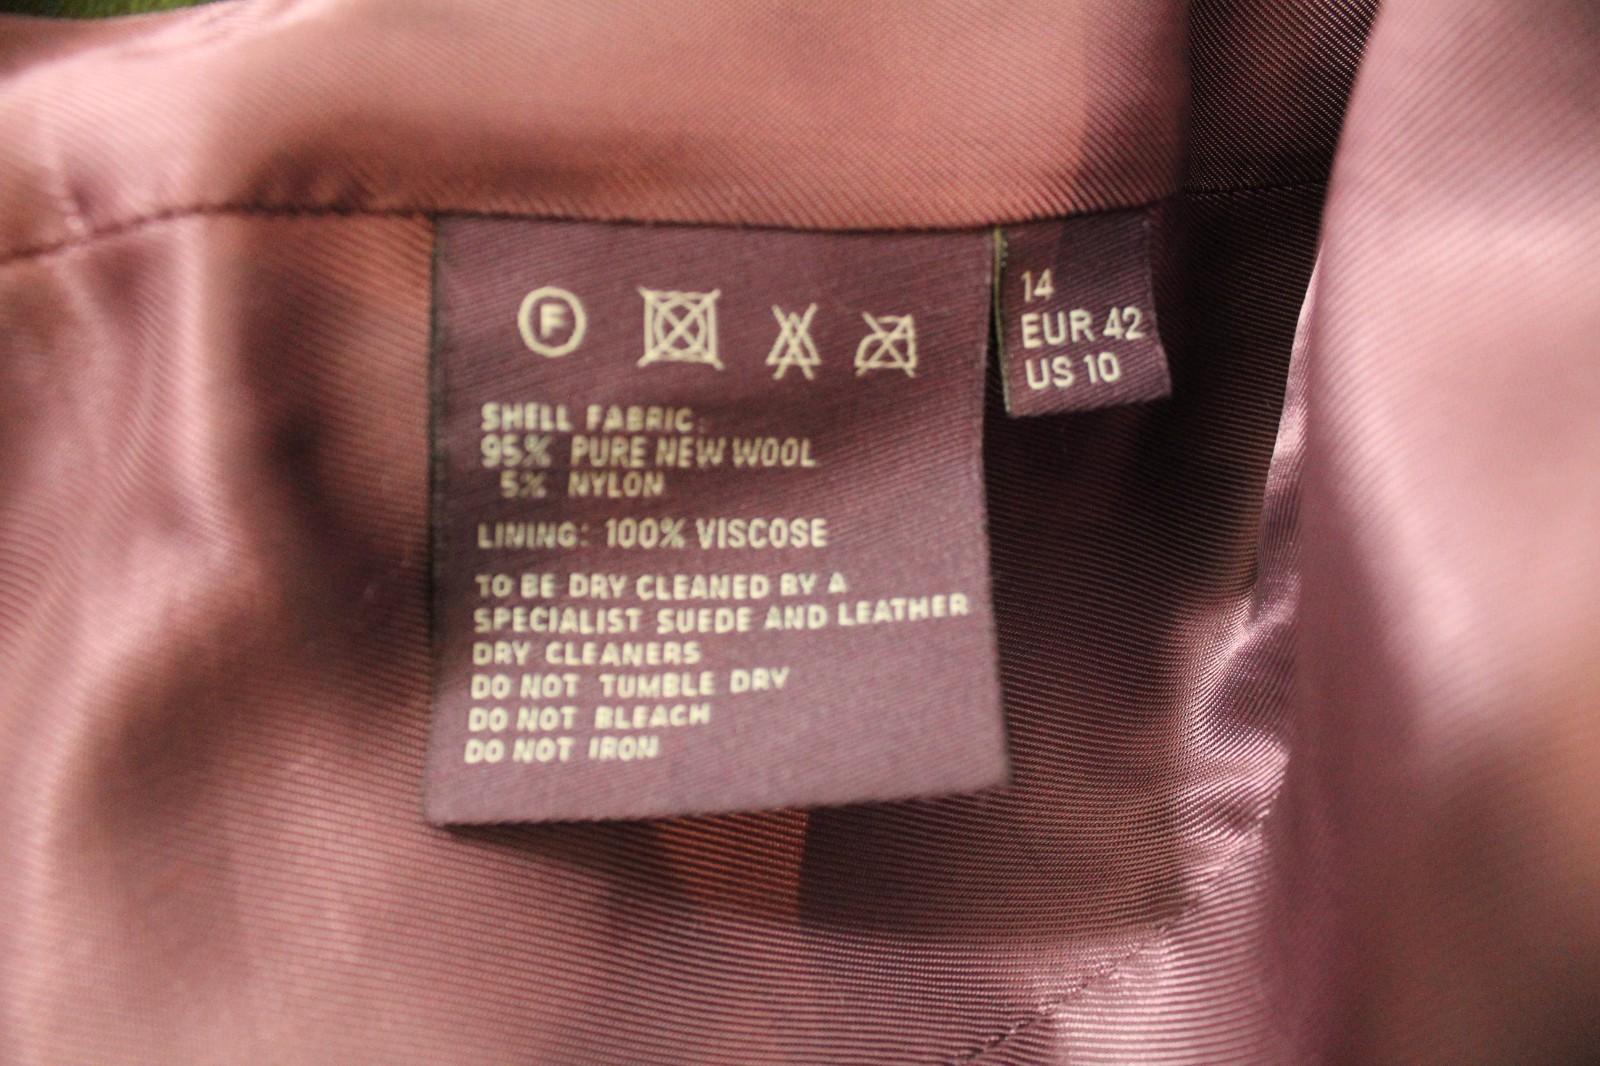 F
SHELL FABRIC:
95% PURE NEW WOOL
5% NYLON
LINING: 100% VISCOSE
TO BE DRY CLEANED BY A
SPECIALIST SUEDE AND LEATHER
DRY CLEANERS
DO NOT TUMBLE DRY
DO NOT BLEACH
DO NOT IRON
14
EUR 42
US 10